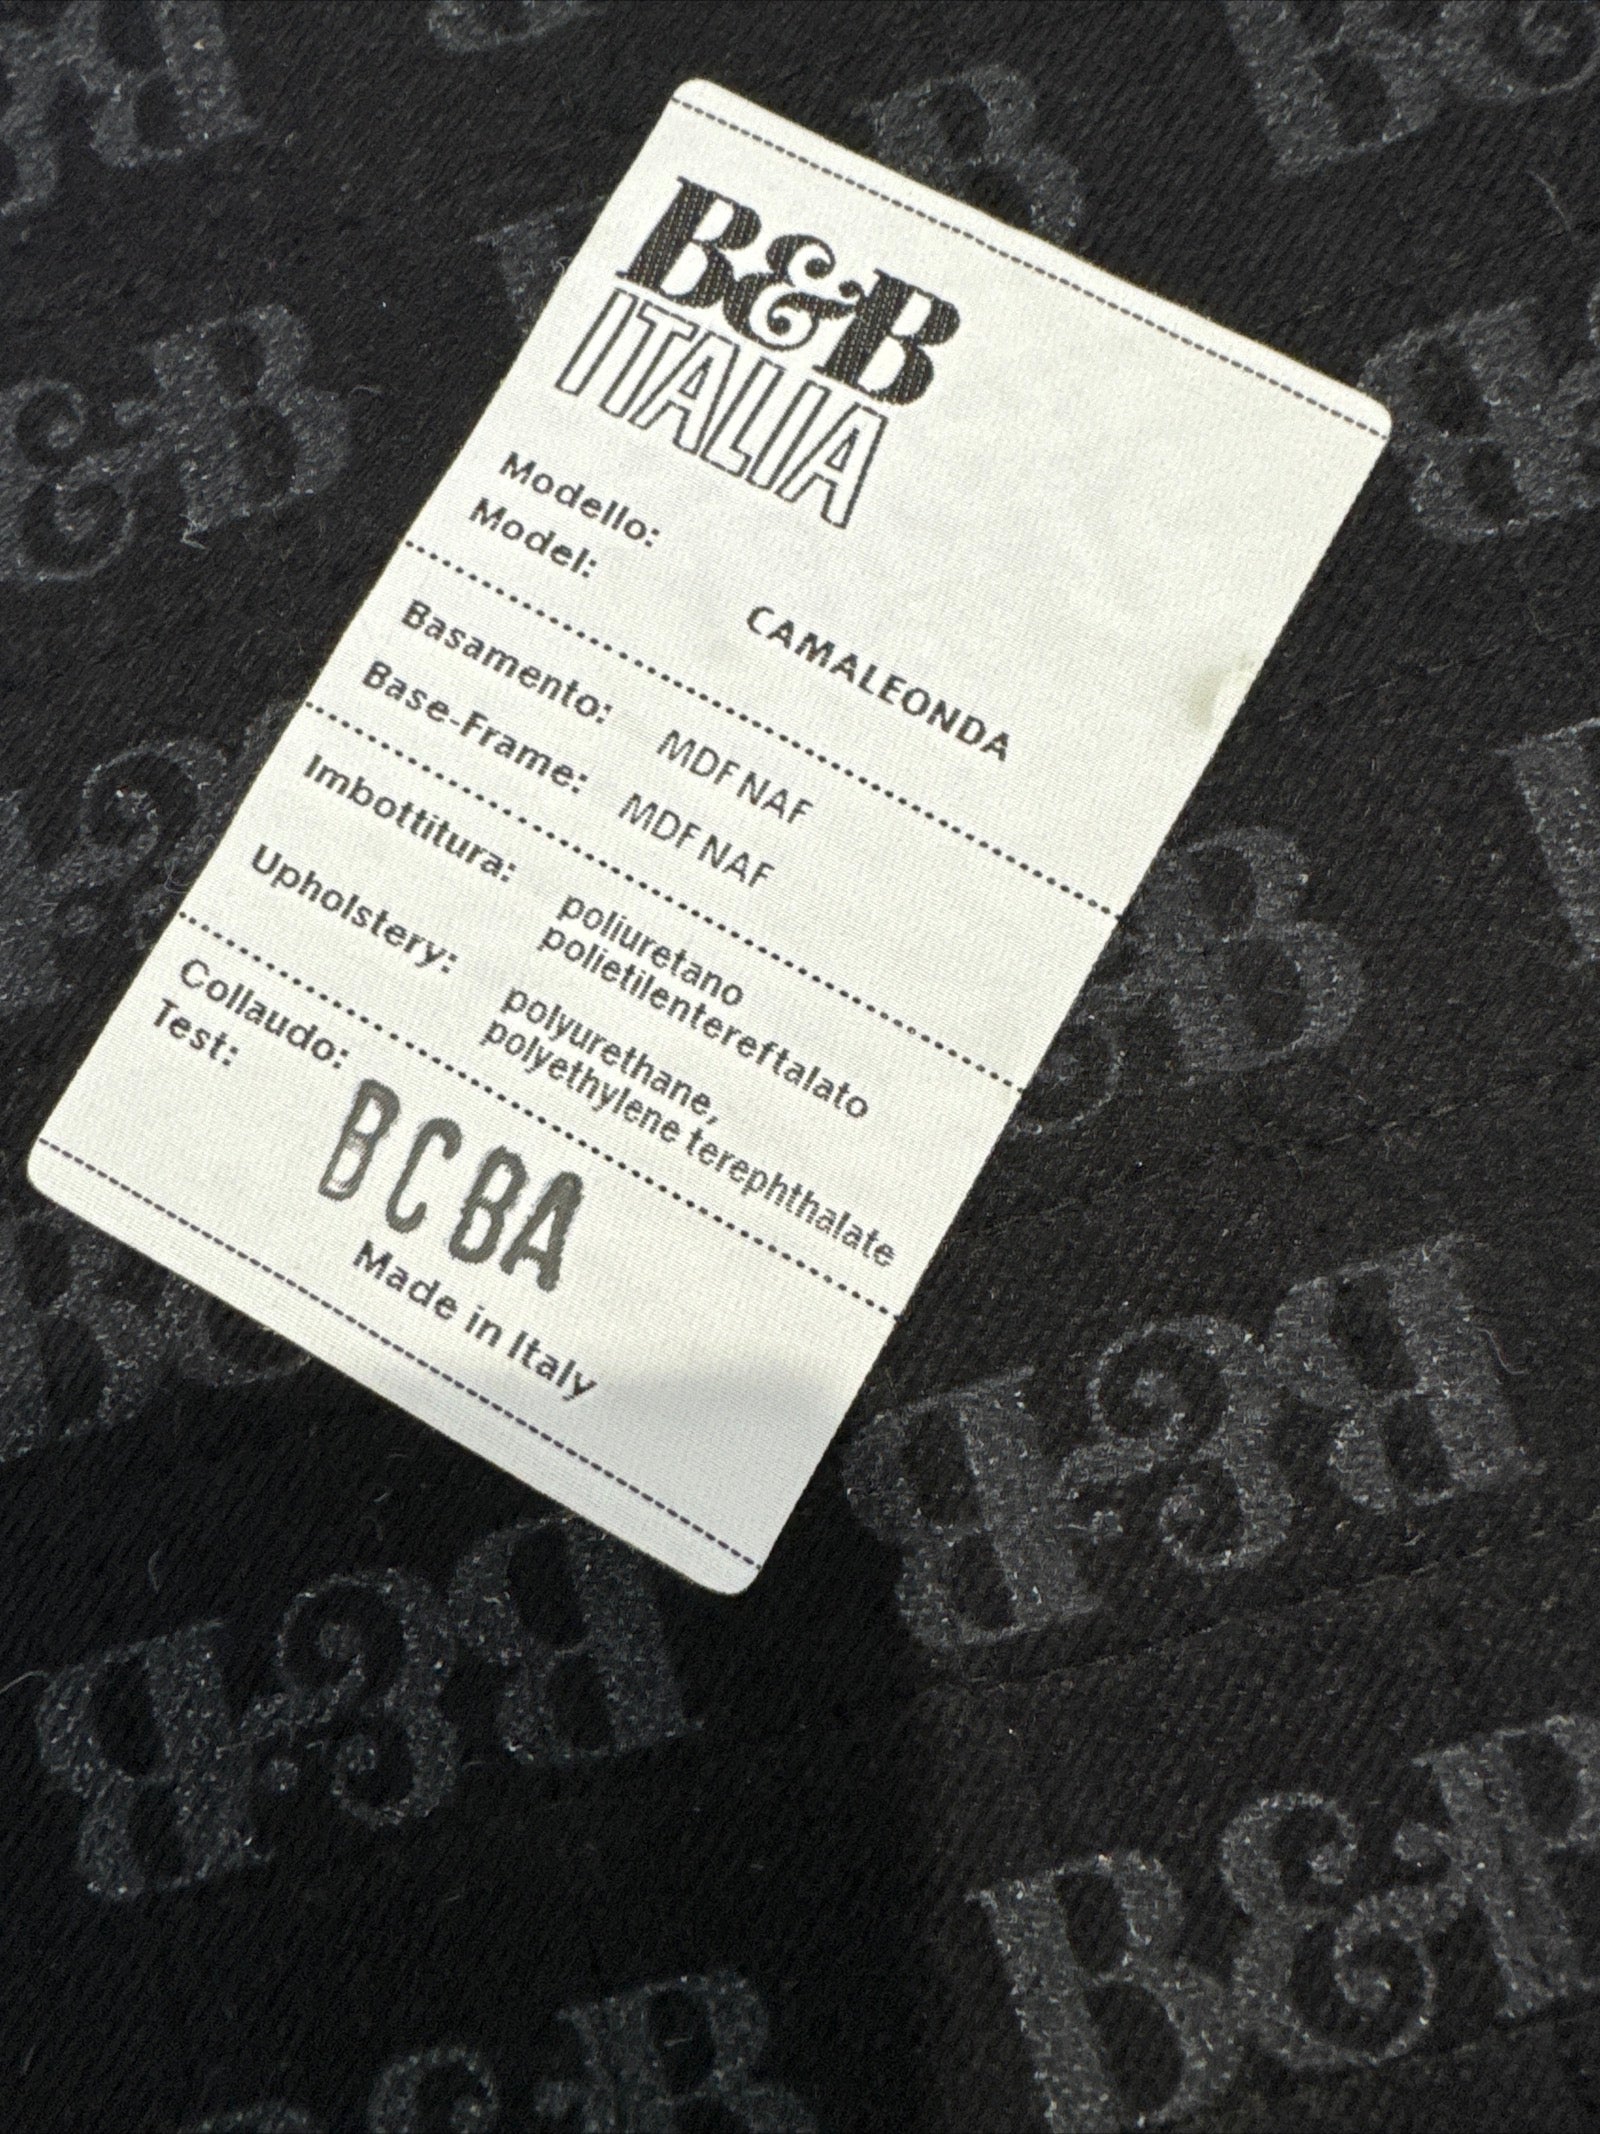 B&B
ITALIA
Modello:
Model:
CAMALEONDA
Basamento: MDF NAF
Base-Frame: MDF NAF
Imbottitura: poliuretano
polietilentereftalato
Upholstery: polyurethane,
polyethylene terephthalate
Collaudo:
Test:
BCBA
Made in Italy
B&B
B&B
B&B
B&B
B&B